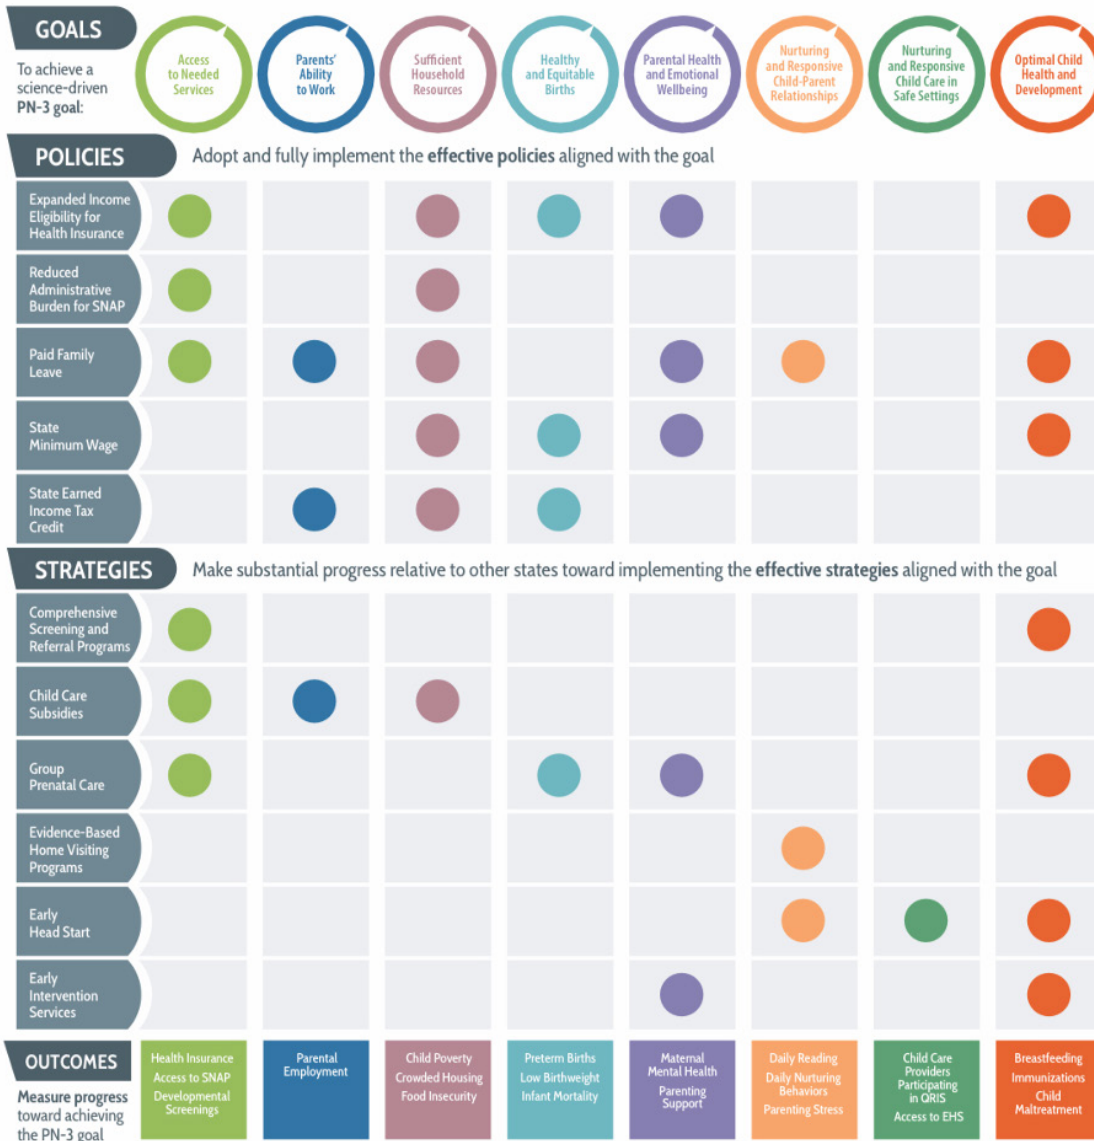 GOALS
To achieve a
science-driven
PN-3 goal:
Access
to Needed
Services
Parents'
Ability
to Work
Sufficient
Household
Resources
Healthy
and Equitable
Births
Parental Health
and Emotional
Wellbeing
Nurturing
and Responsive
Child-Parent
Relationships
Nurturing
and Responsive
Child Care in
Safe Settings
Optimal Child
Health and
Development
POLICIES
Adopt and fully implement the effective policies aligned with the goal
Expanded Income
Eligibility for
Health Insurance
Reduced
Administrative
Burden for SNAP
Paid Family
Leave
State
Minimum Wage
State Earned
Income Tax
Credit
STRATEGIES
Make substantial progress relative to other states toward implementing the effective strategies aligned with the goal
Comprehensive
Screening and
Referral Programs
Child Care
Subsidies
Group
Prenatal Care
Evidence-Based
Home Visiting
Programs
Early
Head Start
Early
Intervention
Services
OUTCOMES
Measure progress
toward achieving
the PN-3 goal
Health Insurance
Access to SNAP
Developmental
Screenings
Parental
Employment
Child Poverty
Crowded Housing
Food Insecurity
Preterm Births
Low Birthweight
Infant Mortality
Maternal
Mental Health
Parenting
Support
Daily Reading
Daily Nurturing
Behaviors
Parenting Stress
Child Care
Providers
Participating
in QRIS
Access to EHS
Breastfeeding
Immunizations
Child
Maltreatment